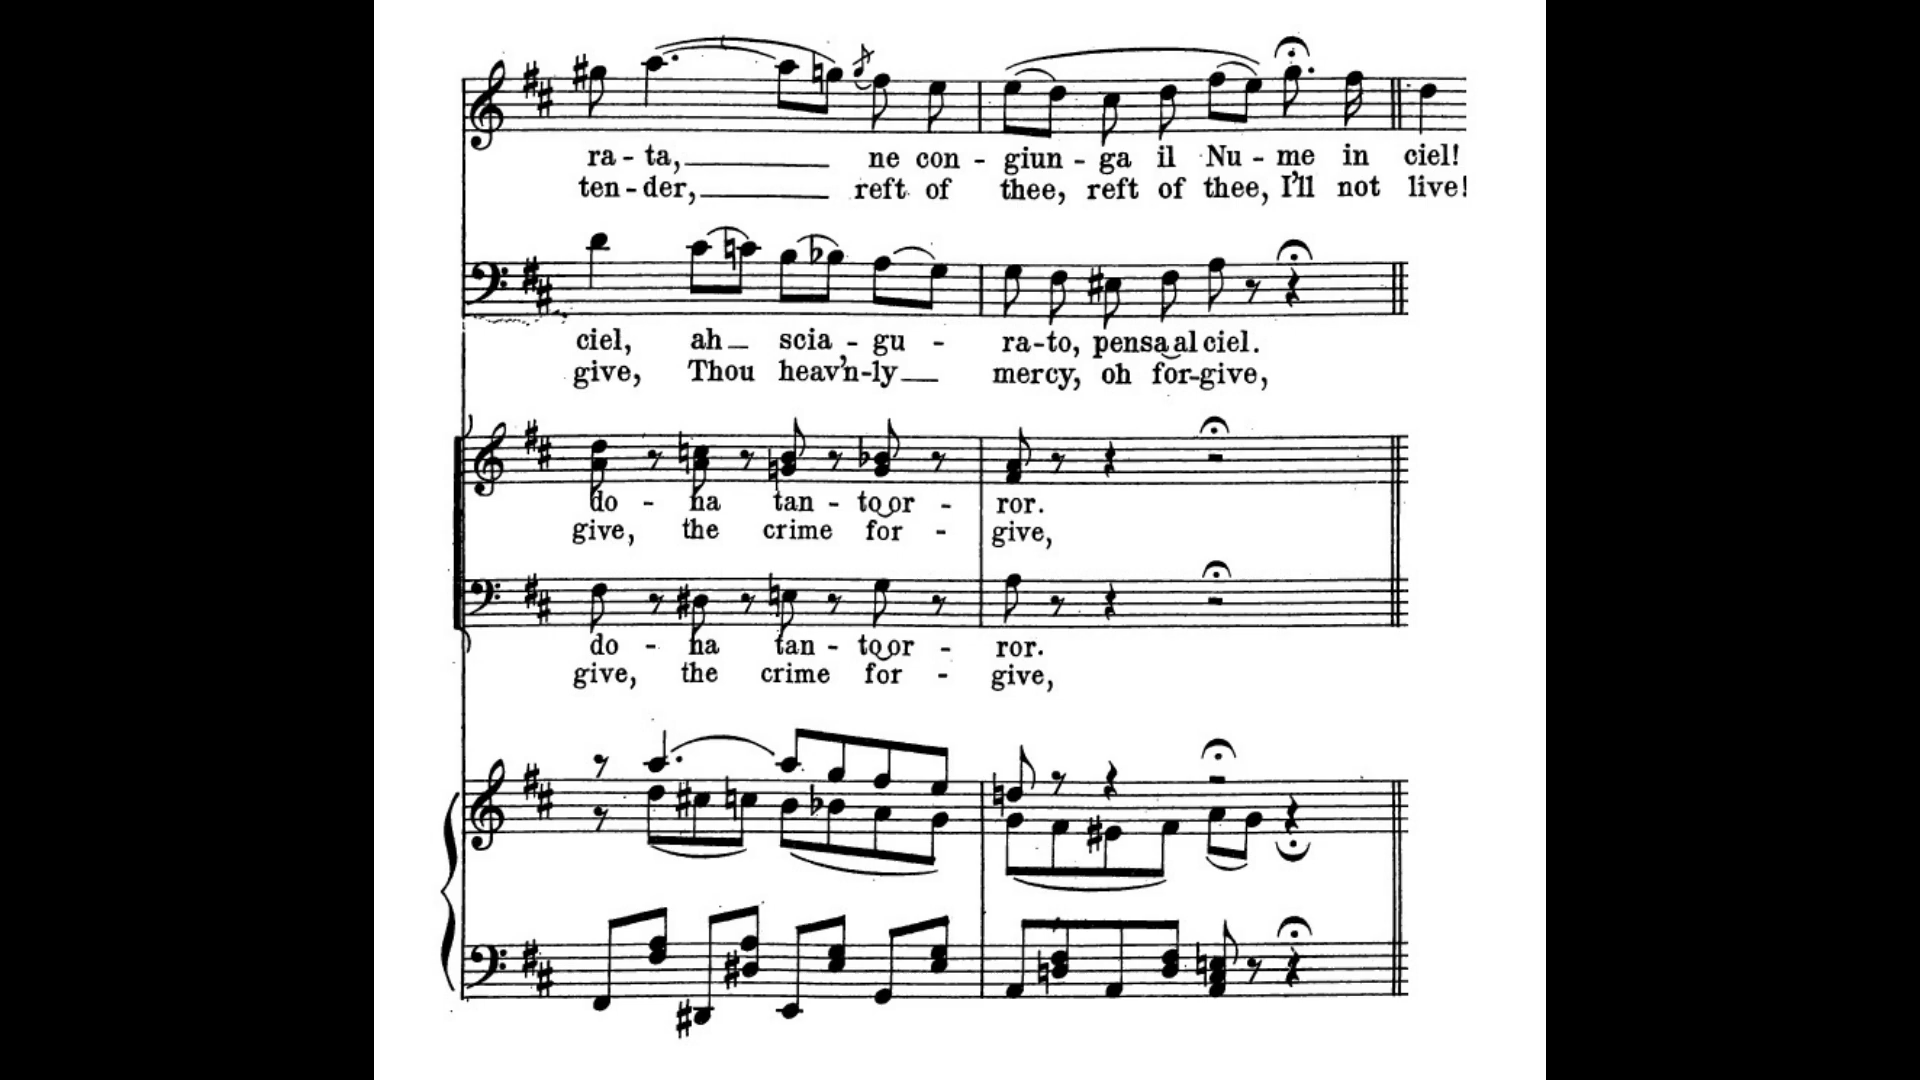 ra - ta, ne con - giun - ga il Nu - me in ciel!
ten - der, reft of thee, reft of thee, I'll not live!
ciel, ah scia - gu - ra - to, pensa al ciel.
give, Thou heav'n - ly mercy, oh for - give,
do - na tan - to or - ror.
give, the crime for - give,
do - na tan - to or - ror.
give, the crime for - give,